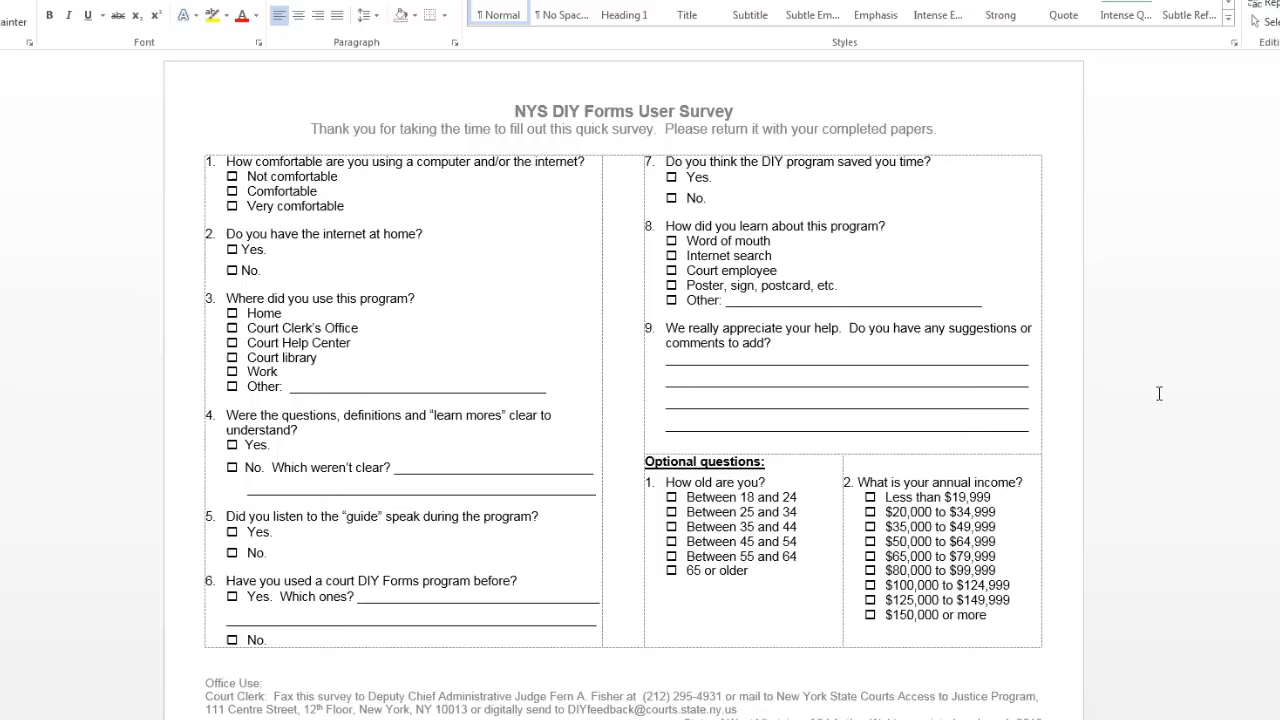 ainter
B I U abc x₂ x² A ab A
Rep
Sele
Font
Paragraph
¶ Normal
¶ No Spac...
Heading 1
Title
Subtitle
Subtle Em...
Emphasis
Intense E...
Strong
Quote
Intense Q...
Subtle Ref...
Styles
Editi
NYS DIY Forms User Survey
Thank you for taking the time to fill out this quick survey. Please return it with your completed papers.
1. How comfortable are you using a computer and/or the internet?
Not comfortable
Comfortable
Very comfortable
2. Do you have the internet at home?
Yes.
No.
3. Where did you use this program?
Home
Court Clerk's Office
Court Help Center
Court library
Work
Other:
4. Were the questions, definitions and “learn mores” clear to
understand?
Yes.
No. Which weren't clear?
5. Did you listen to the “guide” speak during the program?
Yes.
No.
6. Have you used a court DIY Forms program before?
Yes. Which ones?
No.
7. Do you think the DIY program saved you time?
Yes.
No.
8. How did you learn about this program?
Word of mouth
Internet search
Court employee
Poster, sign, postcard, etc.
Other:
9. We really appreciate your help. Do you have any suggestions or
comments to add?
Optional questions:
1. How old are you?
Between 18 and 24
Between 25 and 34
Between 35 and 44
Between 45 and 54
Between 55 and 64
65 or older
2. What is your annual income?
Less than $19,999
$20,000 to $34,999
$35,000 to $49,999
$50,000 to $64,999
$65,000 to $79,999
$80,000 to $99,999
$100,000 to $124,999
$125,000 to $149,999
$150,000 or more
Office Use:
Court Clerk: Fax this survey to Deputy Chief Administrative Judge Fern A. Fisher at (212) 295-4931 or mail to New York State Courts Access to Justice Program,
111 Centre Street, 12th Floor, New York, NY 10013 or digitally send to DIYfeedback@courts.state.ny.us